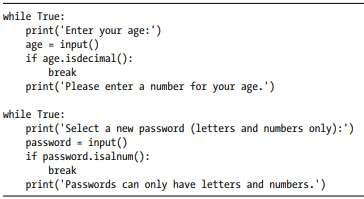 while True:
    print('Enter your age:')
    age = input()
    if age.isdecimal():
        break
    print('Please enter a number for your age.')

while True:
    print('Select a new password (letters and numbers only):')
    password = input()
    if password.isalnum():
        break
    print('Passwords can only have letters and numbers.')